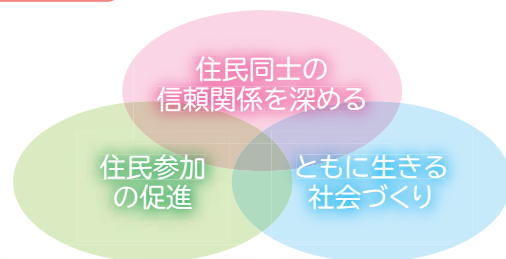 住民同士の
信頼関係を深める
住民参加
の促進
ともに生きる
社会づくり